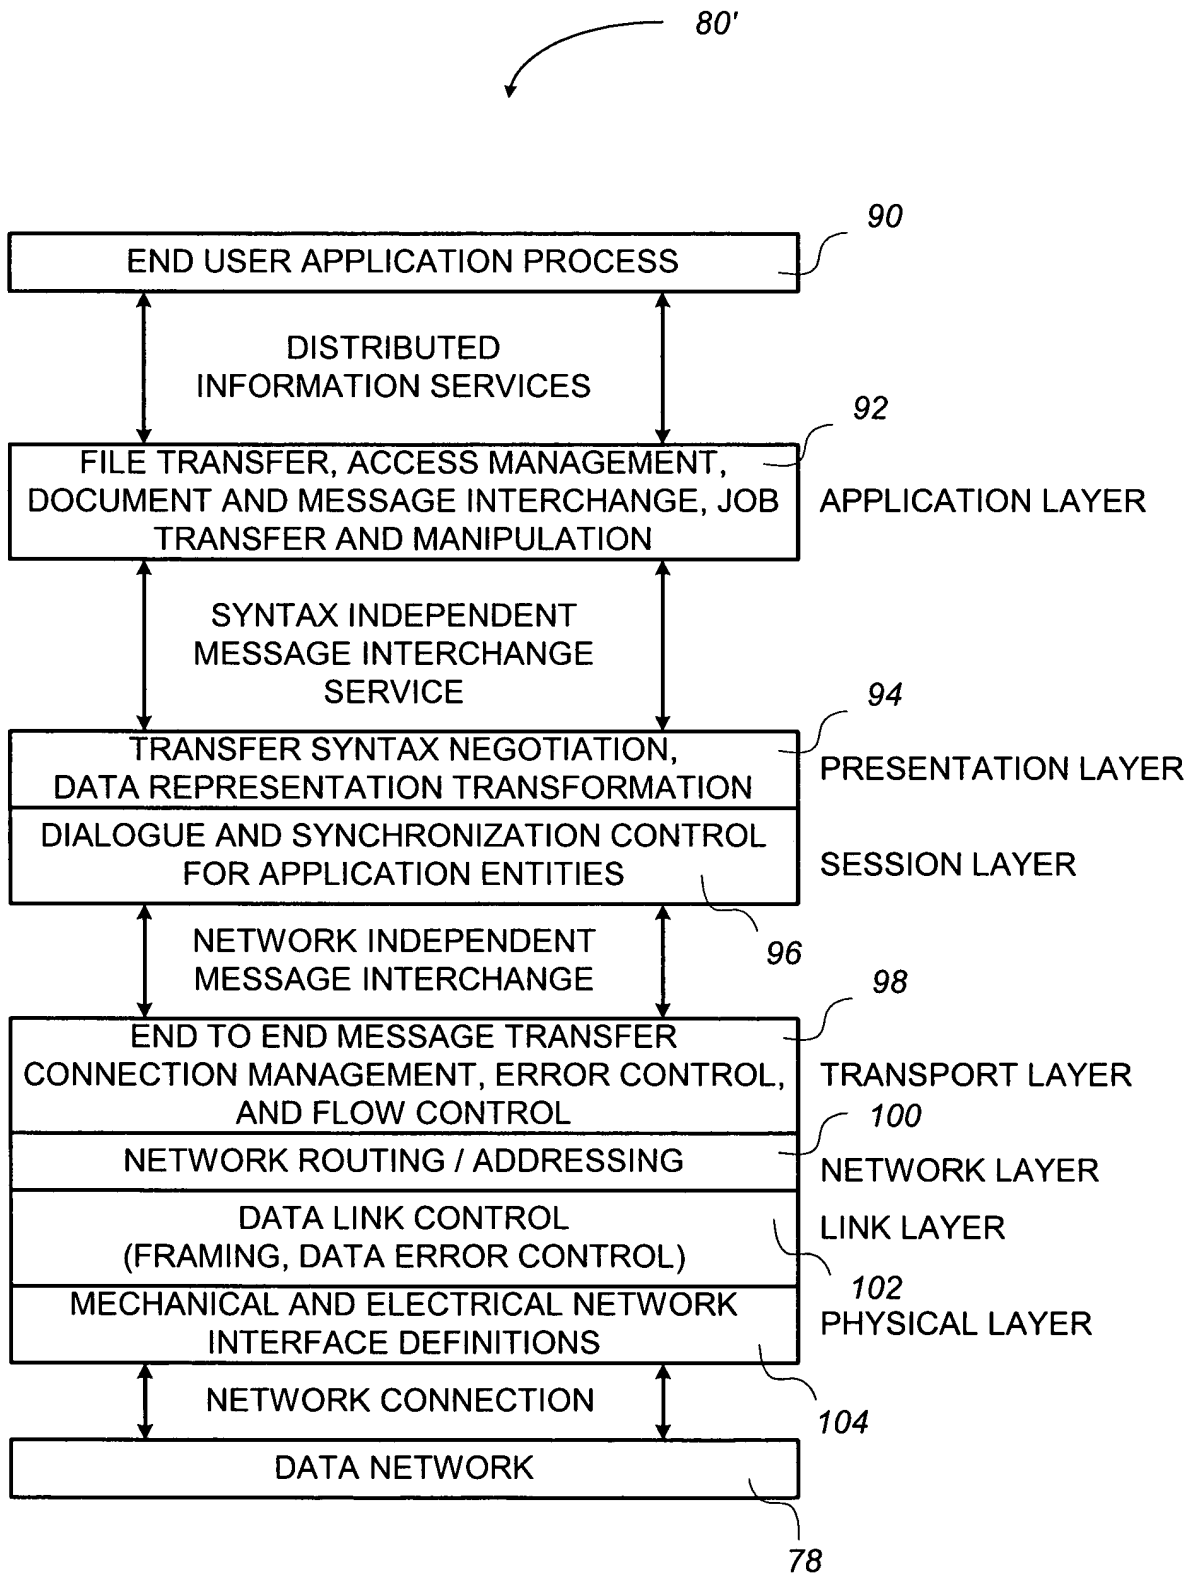 80'
90
END USER APPLICATION PROCESS
DISTRIBUTED
INFORMATION SERVICES
92
FILE TRANSFER, ACCESS MANAGEMENT,
DOCUMENT AND MESSAGE INTERCHANGE, JOB
TRANSFER AND MANIPULATION
APPLICATION LAYER
SYNTAX INDEPENDENT
MESSAGE INTERCHANGE
SERVICE
94
TRANSFER SYNTAX NEGOTIATION,
DATA REPRESENTATION TRANSFORMATION
PRESENTATION LAYER
DIALOGUE AND SYNCHRONIZATION CONTROL
FOR APPLICATION ENTITIES
SESSION LAYER
96
NETWORK INDEPENDENT
MESSAGE INTERCHANGE
98
END TO END MESSAGE TRANSFER
CONNECTION MANAGEMENT, ERROR CONTROL,
AND FLOW CONTROL
TRANSPORT LAYER
100
NETWORK ROUTING / ADDRESSING
NETWORK LAYER
DATA LINK CONTROL
(FRAMING, DATA ERROR CONTROL)
LINK LAYER
102
MECHANICAL AND ELECTRICAL NETWORK
INTERFACE DEFINITIONS
PHYSICAL LAYER
NETWORK CONNECTION
104
DATA NETWORK
78